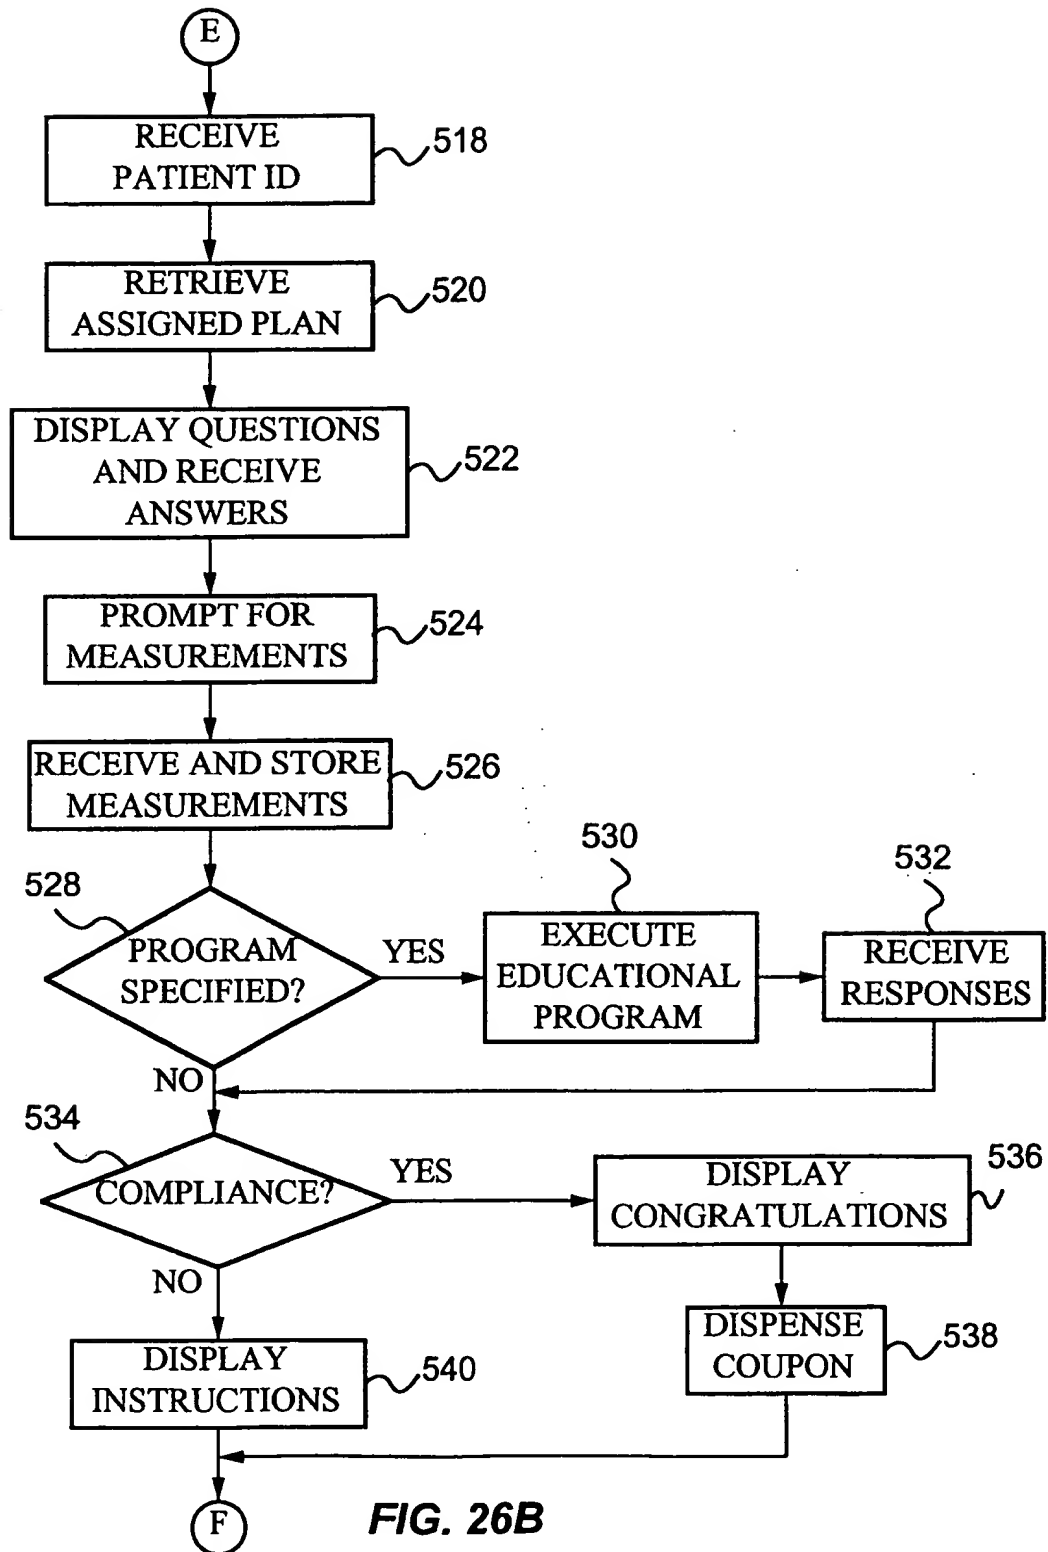 E
RECEIVE
PATIENT ID
518
RETRIEVE
ASSIGNED PLAN
520
DISPLAY QUESTIONS
AND RECEIVE
ANSWERS
522
PROMPT FOR
MEASUREMENTS
524
RECEIVE AND STORE
MEASUREMENTS
526
528
PROGRAM
SPECIFIED?
YES
530
EXECUTE
EDUCATIONAL
PROGRAM
532
RECEIVE
RESPONSES
NO
534
COMPLIANCE?
YES
DISPLAY
CONGRATULATIONS
536
NO
DISPENSE
COUPON
538
DISPLAY
INSTRUCTIONS
540
F
FIG. 26B